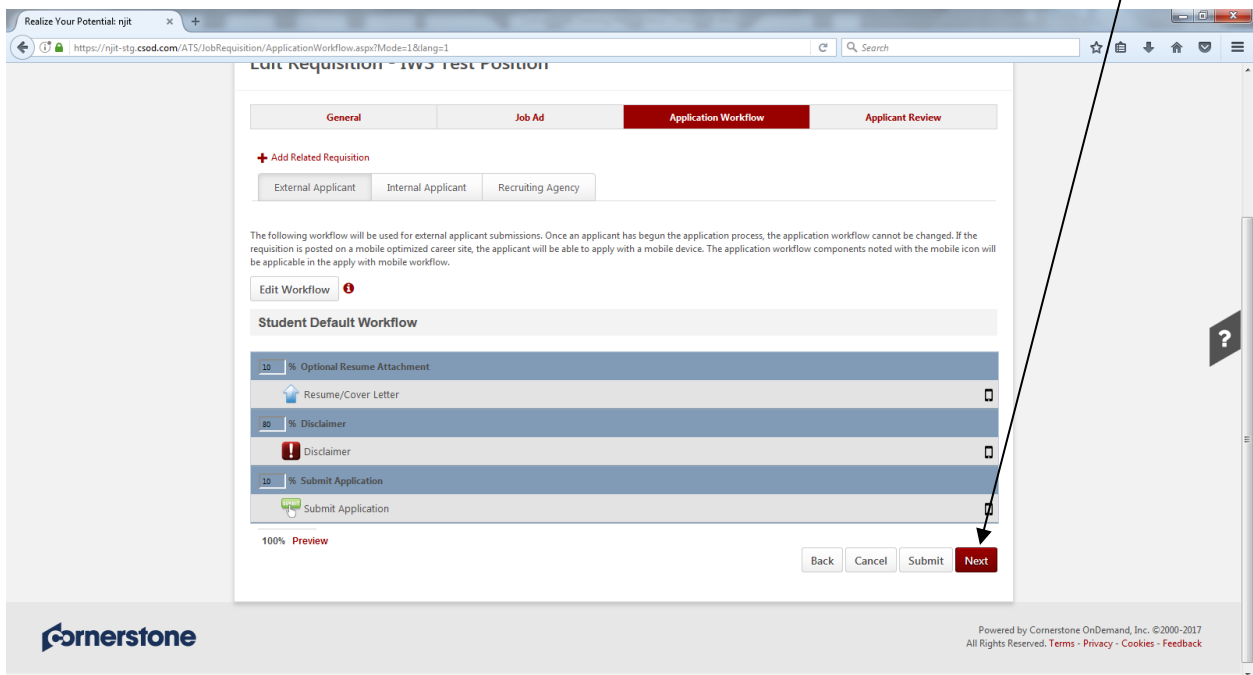 Realize Your Potential: njit × +
https://njit-stg.csod.com/ATS/JobRequisition/ApplicationWorkflow.aspx?Mode=1&lang=1 Search
Edit Requisition - IWS Test Position
General Job Ad Application Workflow Applicant Review
Add Related Requisition
External Applicant Internal Applicant Recruiting Agency
The following workflow will be used for external applicant submissions. Once an applicant has begun the application process, the application workflow cannot be changed. If the
requisition is posted on a mobile optimized career site, the applicant will be able to apply with a mobile device. The application workflow components noted with the mobile icon will
be applicable in the apply with mobile workflow.
Edit Workflow
Student Default Workflow
10 % Optional Resume Attachment
Resume/Cover Letter
80 % Disclaimer
! Disclaimer
10 % Submit Application
Submit Application
100% Preview
Back Cancel Submit Next
?
Cornerstone
Powered by Cornerstone OnDemand, Inc. ©2000-2017
All Rights Reserved. Terms - Privacy - Cookies - Feedback